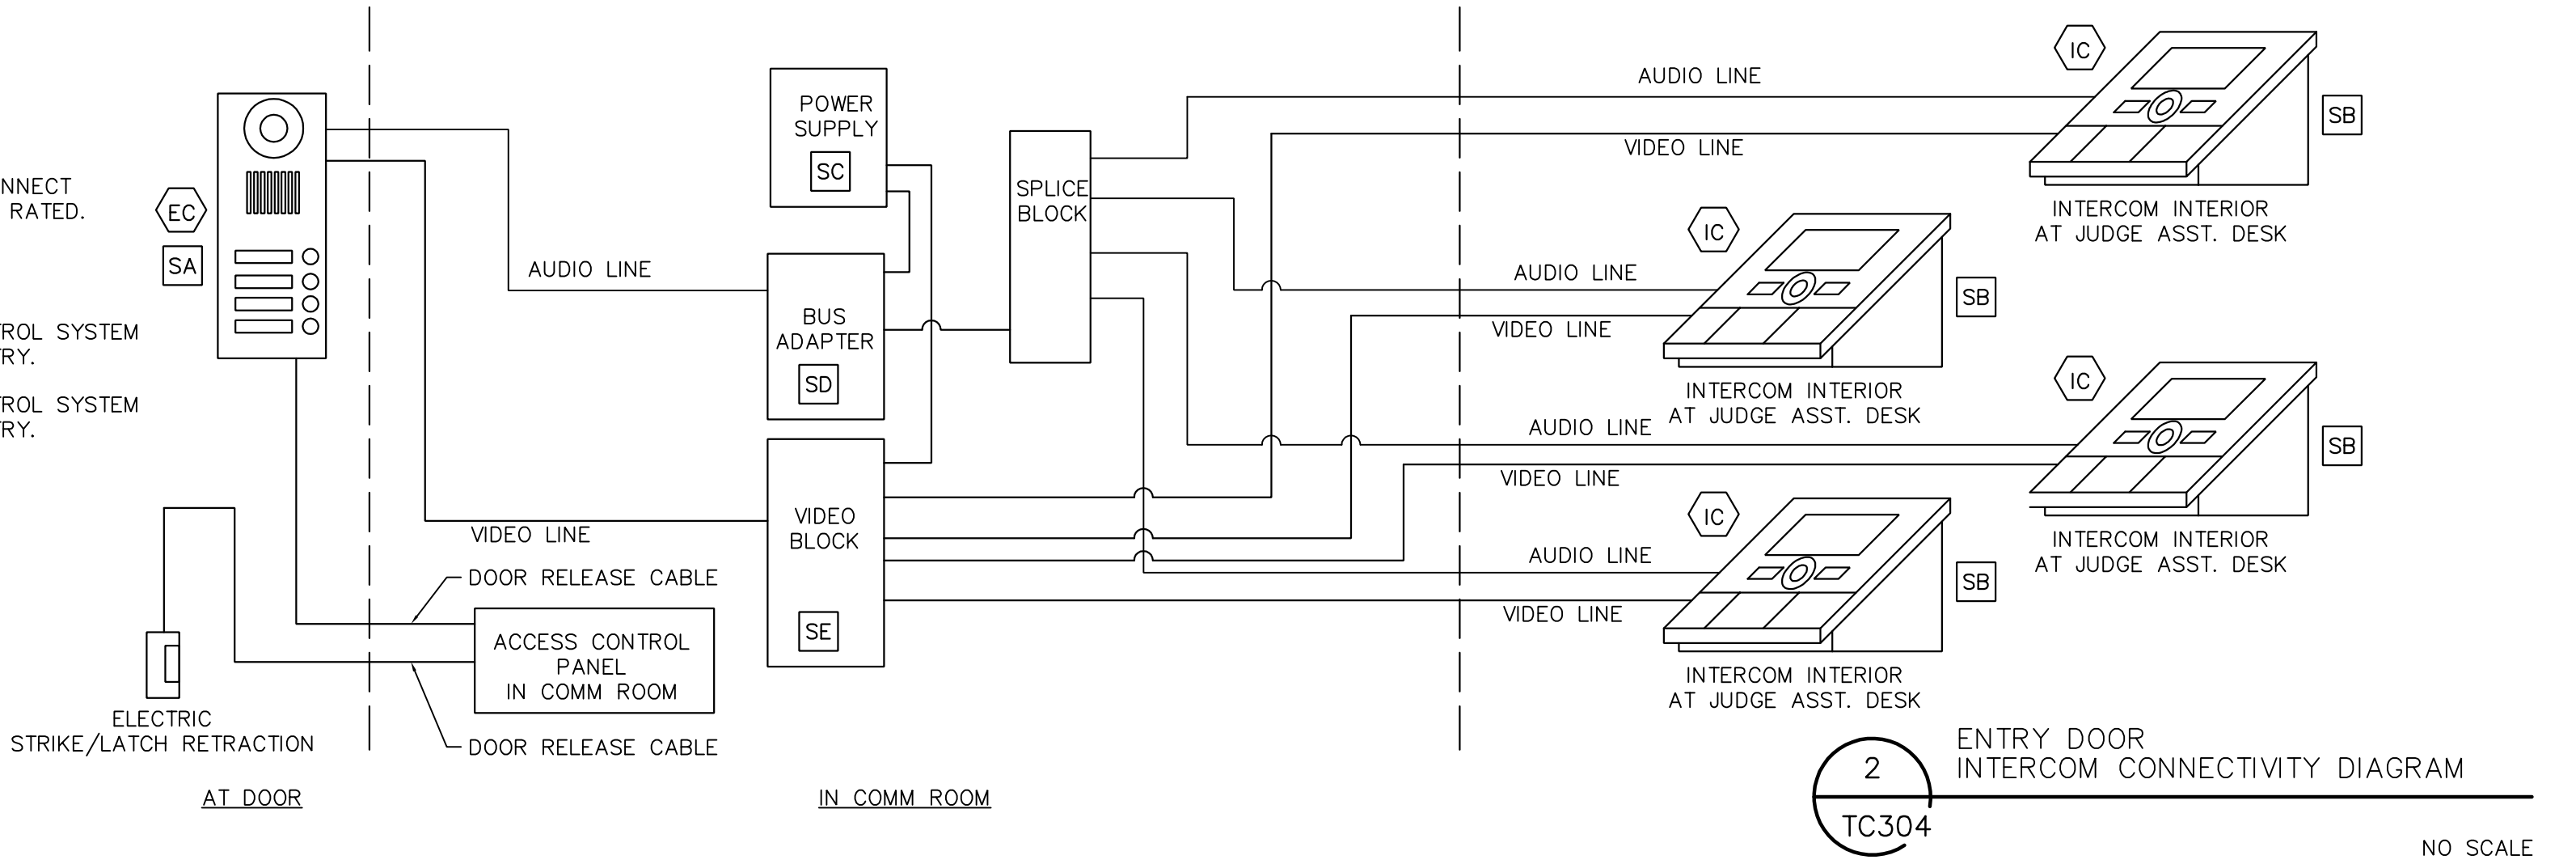 NNECT
RATED.
EC
SA
TROL SYSTEM
TRY.
TROL SYSTEM
TRY.
ELECTRIC
STRIKE/LATCH RETRACTION
AT DOOR
AUDIO LINE
VIDEO LINE
DOOR RELEASE CABLE
ACCESS CONTROL
PANEL
IN COMM ROOM
DOOR RELEASE CABLE
POWER
SUPPLY
SC
BUS
ADAPTER
SD
VIDEO
BLOCK
SE
SPLICE
BLOCK
IN COMM ROOM
AUDIO LINE
VIDEO LINE
IC
SB
INTERCOM INTERIOR
AT JUDGE ASST. DESK
AUDIO LINE
VIDEO LINE
IC
SB
INTERCOM INTERIOR
AT JUDGE ASST. DESK
AUDIO LINE
VIDEO LINE
IC
SB
INTERCOM INTERIOR
AT JUDGE ASST. DESK
AUDIO LINE
VIDEO LINE
IC
SB
INTERCOM INTERIOR
AT JUDGE ASST. DESK
2
TC304
ENTRY DOOR
INTERCOM CONNECTIVITY DIAGRAM
NO SCALE